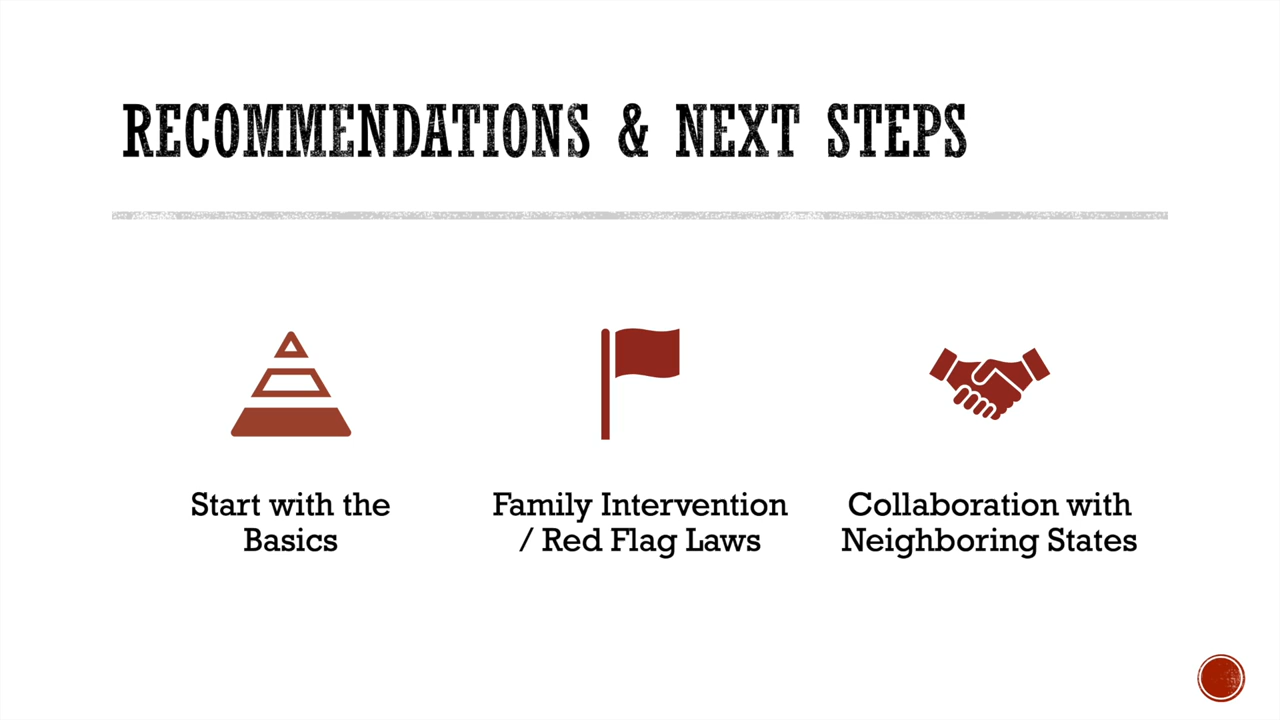 RECOMMENDATIONS & NEXT STEPS
Start with the
Basics
Family Intervention
/ Red Flag Laws
Collaboration with
Neighboring States